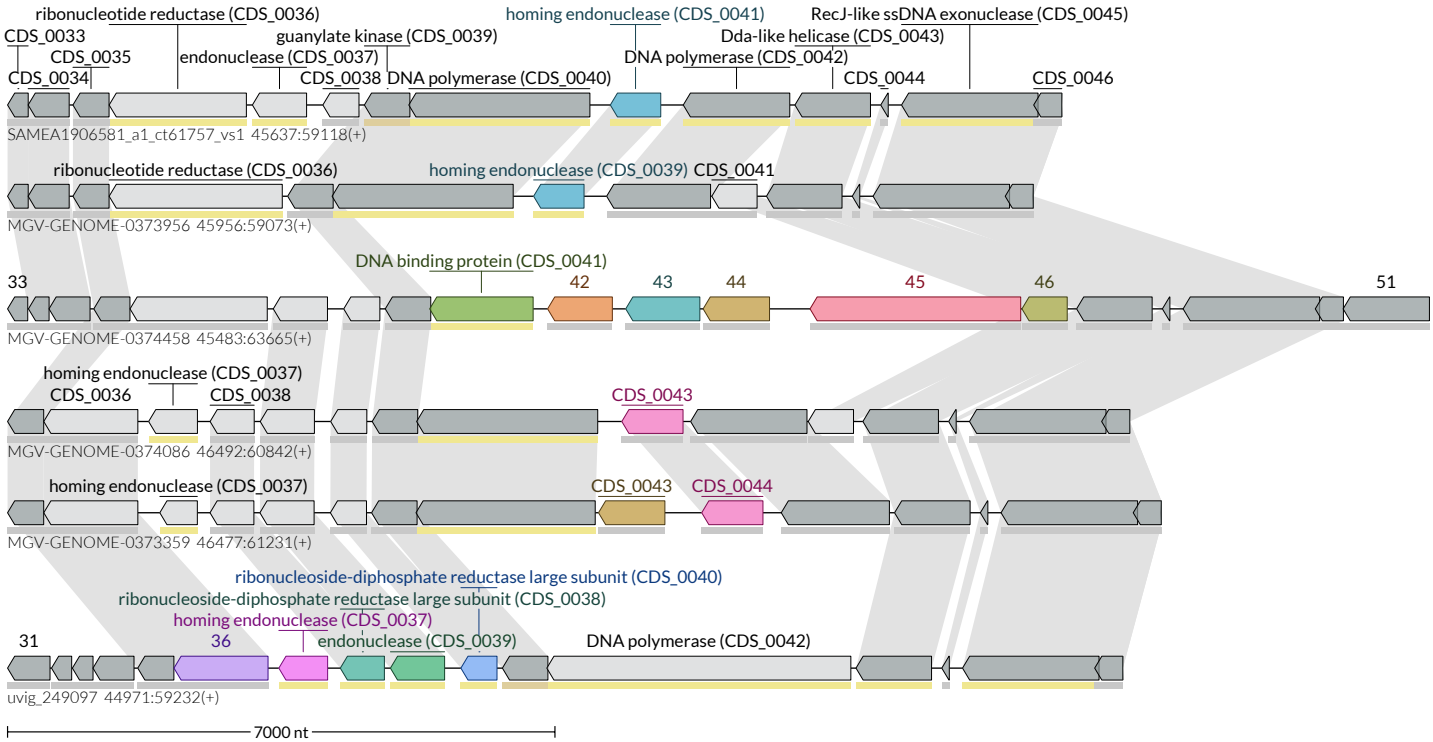 ribonucleotide reductase (CDS_0036) homing endonuclease (CDS_0041) RecJ-like ssDNA exonuclease (CDS_0045)
CDS_0033 guanylate kinase (CDS_0039) Dda-like helicase (CDS_0043)
CDS_0035 endonuclease (CDS_0037) DNA polymerase (CDS_0042)
CDS_0034 CDS_0038 DNA polymerase (CDS_0040) CDS_0044 CDS_0046
SAMEA1906581_a1_ct61757_vs1 45637:59118(+)
ribonucleotide reductase (CDS_0036) homing endonuclease (CDS_0039) CDS_0041
MGV-GENOME-0373956 45956:59073(+)
DNA binding protein (CDS_0041)
33 42 43 44 45 46 51
MGV-GENOME-0374458 45483:63665(+)
homing endonuclease (CDS_0037)
CDS_0036 CDS_0038 CDS_0043
MGV-GENOME-0374086 46492:60842(+)
homing endonuclease (CDS_0037) CDS_0043 CDS_0044
MGV-GENOME-0373359 46477:61231(+)
ribonucleoside-diphosphate reductase large subunit (CDS_0040)
ribonucleoside-diphosphate reductase large subunit (CDS_0038)
homing endonuclease (CDS_0037)
31 36 endonuclease (CDS_0039) DNA polymerase (CDS_0042)
uvig_249097 44971:59232(+)
7000 nt